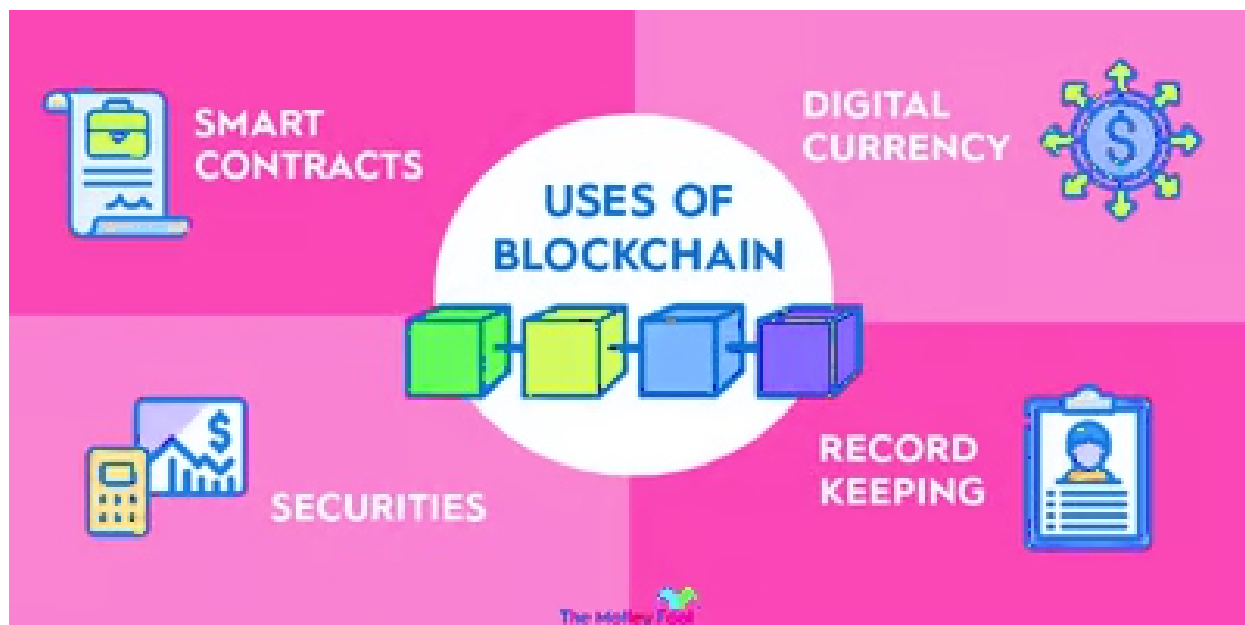 SMART
CONTRACTS
DIGITAL
CURRENCY
$
USES OF
BLOCKCHAIN
$
SECURITIES
RECORD
KEEPING
The Motley Fool